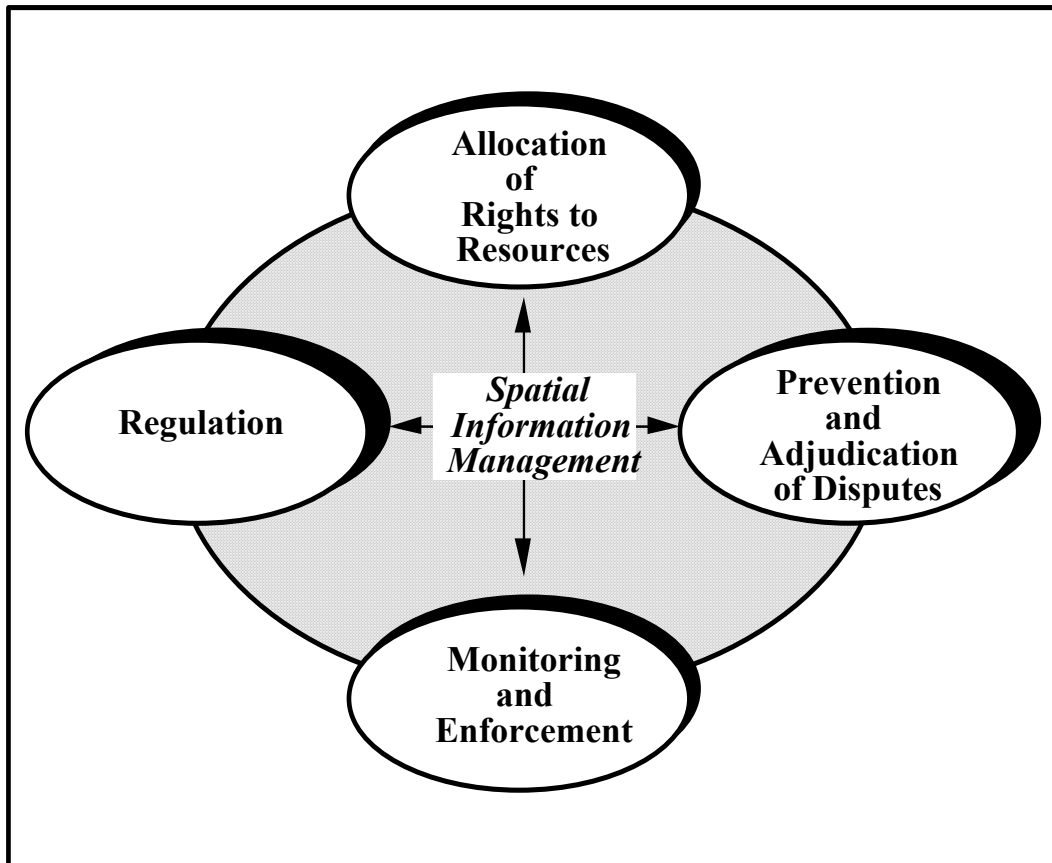 Allocation
of
Rights to
Resources
Regulation
Spatial
Information
Management
Prevention
and
Adjudication
of Disputes
Monitoring
and
Enforcement